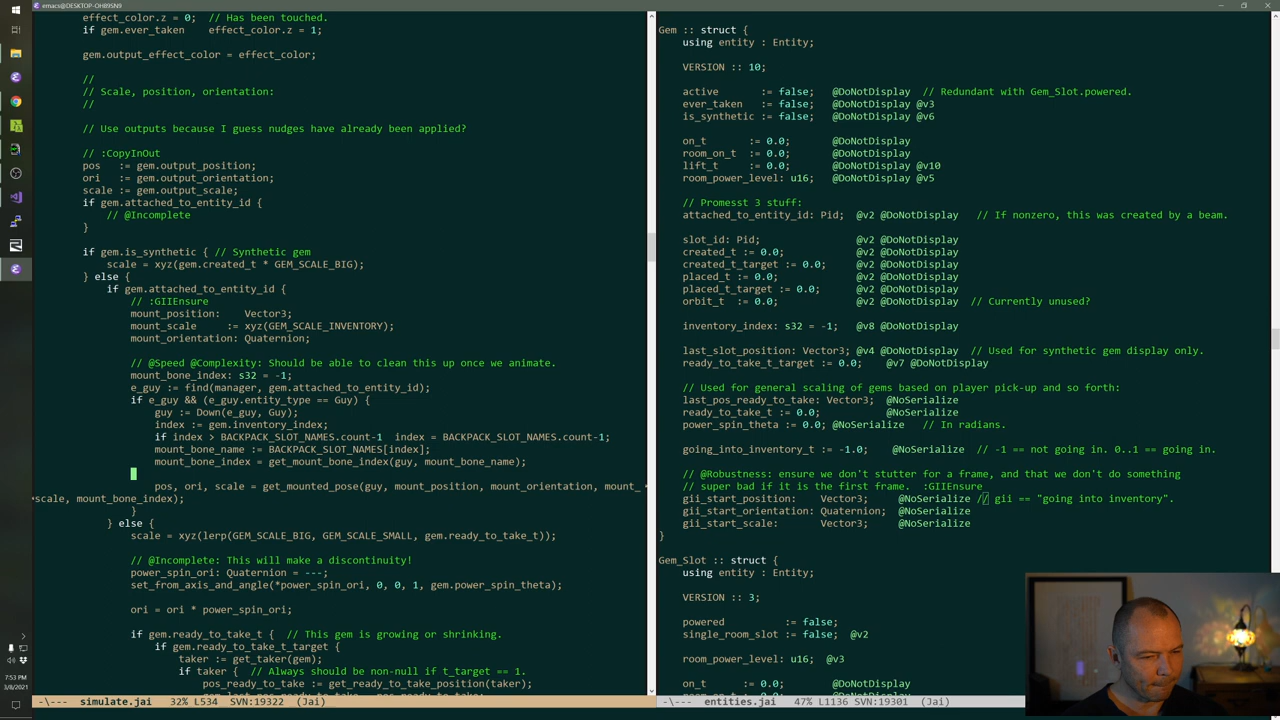 emacs@DESKTOP-OH89SN9
effect_color.z = 0;  // Has been touched.
if gem.ever_taken    effect_color.z = 1;
gem.output_effect_color = effect_color;
//
// Scale, position, orientation:
//
// Use outputs because I guess nudges have already been applied?
// :CopyInOut
pos   := gem.output_position;
ori   := gem.output_orientation;
scale := gem.output_scale;
if gem.attached_to_entity_id {
// @Incomplete
}
if gem.is_synthetic { // Synthetic gem
scale = xyz(gem.created_t * GEM_SCALE_BIG);
} else {
if gem.attached_to_entity_id {
// :GIIEnsure
mount_position:    Vector3;
mount_scale     := xyz(GEM_SCALE_INVENTORY);
mount_orientation: Quaternion;
// @Speed @Complexity: Should be able to clean this up once we animate.
mount_bone_index: s32 = -1;
e_guy := find(manager, gem.attached_to_entity_id);
if e_guy && (e_guy.entity_type == Guy) {
guy := Down(e_guy, Guy);
index := gem.inventory_index;
if index > BACKPACK_SLOT_NAMES.count-1  index = BACKPACK_SLOT_NAMES.count-1;
mount_bone_name := BACKPACK_SLOT_NAMES[index];
mount_bone_index = get_mount_bone_index(guy, mount_bone_name);
pos, ori, scale = get_mounted_pose(guy, mount_position, mount_orientation, mount_
scale, mount_bone_index);
}
} else {
scale = xyz(lerp(GEM_SCALE_BIG, GEM_SCALE_SMALL, gem.ready_to_take_t));
// @Incomplete: This will make a discontinuity!
power_spin_ori: Quaternion = ---;
set_from_axis_and_angle(*power_spin_ori, 0, 0, 1, gem.power_spin_theta);
ori = ori * power_spin_ori;
if gem.ready_to_take_t {  // This gem is growing or shrinking.
if gem.ready_to_take_t_target {
taker := get_taker(gem);
if taker {  // Always should be non-null if t_target == 1.
pos_ready_to_take := get_ready_to_take_position(taker);
-\---  simulate.jai   32% L534   SVN:19322  (Jai)
Gem :: struct {
using entity : Entity;
VERSION :: 10;
active       := false;   @DoNotDisplay  // Redundant with Gem_Slot.powered.
ever_taken   := false;   @DoNotDisplay @v3
is_synthetic := false;   @DoNotDisplay @v6
on_t       := 0.0;       @DoNotDisplay
room_on_t  := 0.0;       @DoNotDisplay
lift_t     := 0.0;       @DoNotDisplay @v10
room_power_level: u16;   @DoNotDisplay @v5
// Promesst 3 stuff:
attached_to_entity_id: Pid;  @v2 @DoNotDisplay   // If nonzero, this was created by a beam.
slot_id: Pid;                @v2 @DoNotDisplay
created_t := 0.0;            @v2 @DoNotDisplay
created_t_target := 0.0;     @v2 @DoNotDisplay
placed_t := 0.0;             @v2 @DoNotDisplay
placed_t_target := 0.0;      @v2 @DoNotDisplay
orbit_t  := 0.0;             @v2 @DoNotDisplay  // Currently unused?
inventory_index: s32 = -1;   @v8 @DoNotDisplay
last_slot_position: Vector3; @v4 @DoNotDisplay  // Used for synthetic gem display only.
ready_to_take_t_target := 0.0;    @v7 @DoNotDisplay
// Used for general scaling of gems based on player pick-up and so forth:
last_pos_ready_to_take: Vector3;  @NoSerialize
ready_to_take_t := 0.0;           @NoSerialize
power_spin_theta := 0.0; @NoSerialize   // In radians.
going_into_inventory_t := -1.0;   @NoSerialize  // -1 == not going in. 0..1 == going in.
// @Robustness: ensure we don't stutter for a frame, and that we don't do something
// super bad if it is the first frame.  :GIIEnsure
gii_start_position:    Vector3;     @NoSerialize // gii == "going into inventory".
gii_start_orientation: Quaternion;  @NoSerialize
gii_start_scale:       Vector3;     @NoSerialize
}
Gem_Slot :: struct {
using entity : Entity;
VERSION :: 3;
powered            := false;
single_room_slot := false;  @v2
room_power_level: u16;  @v3
on_t       := 0.0;       @DoNotDisplay
-\---  entities.jai   47% L1136  SVN:19301  (Jai)
7:53 PM
3/8/2021